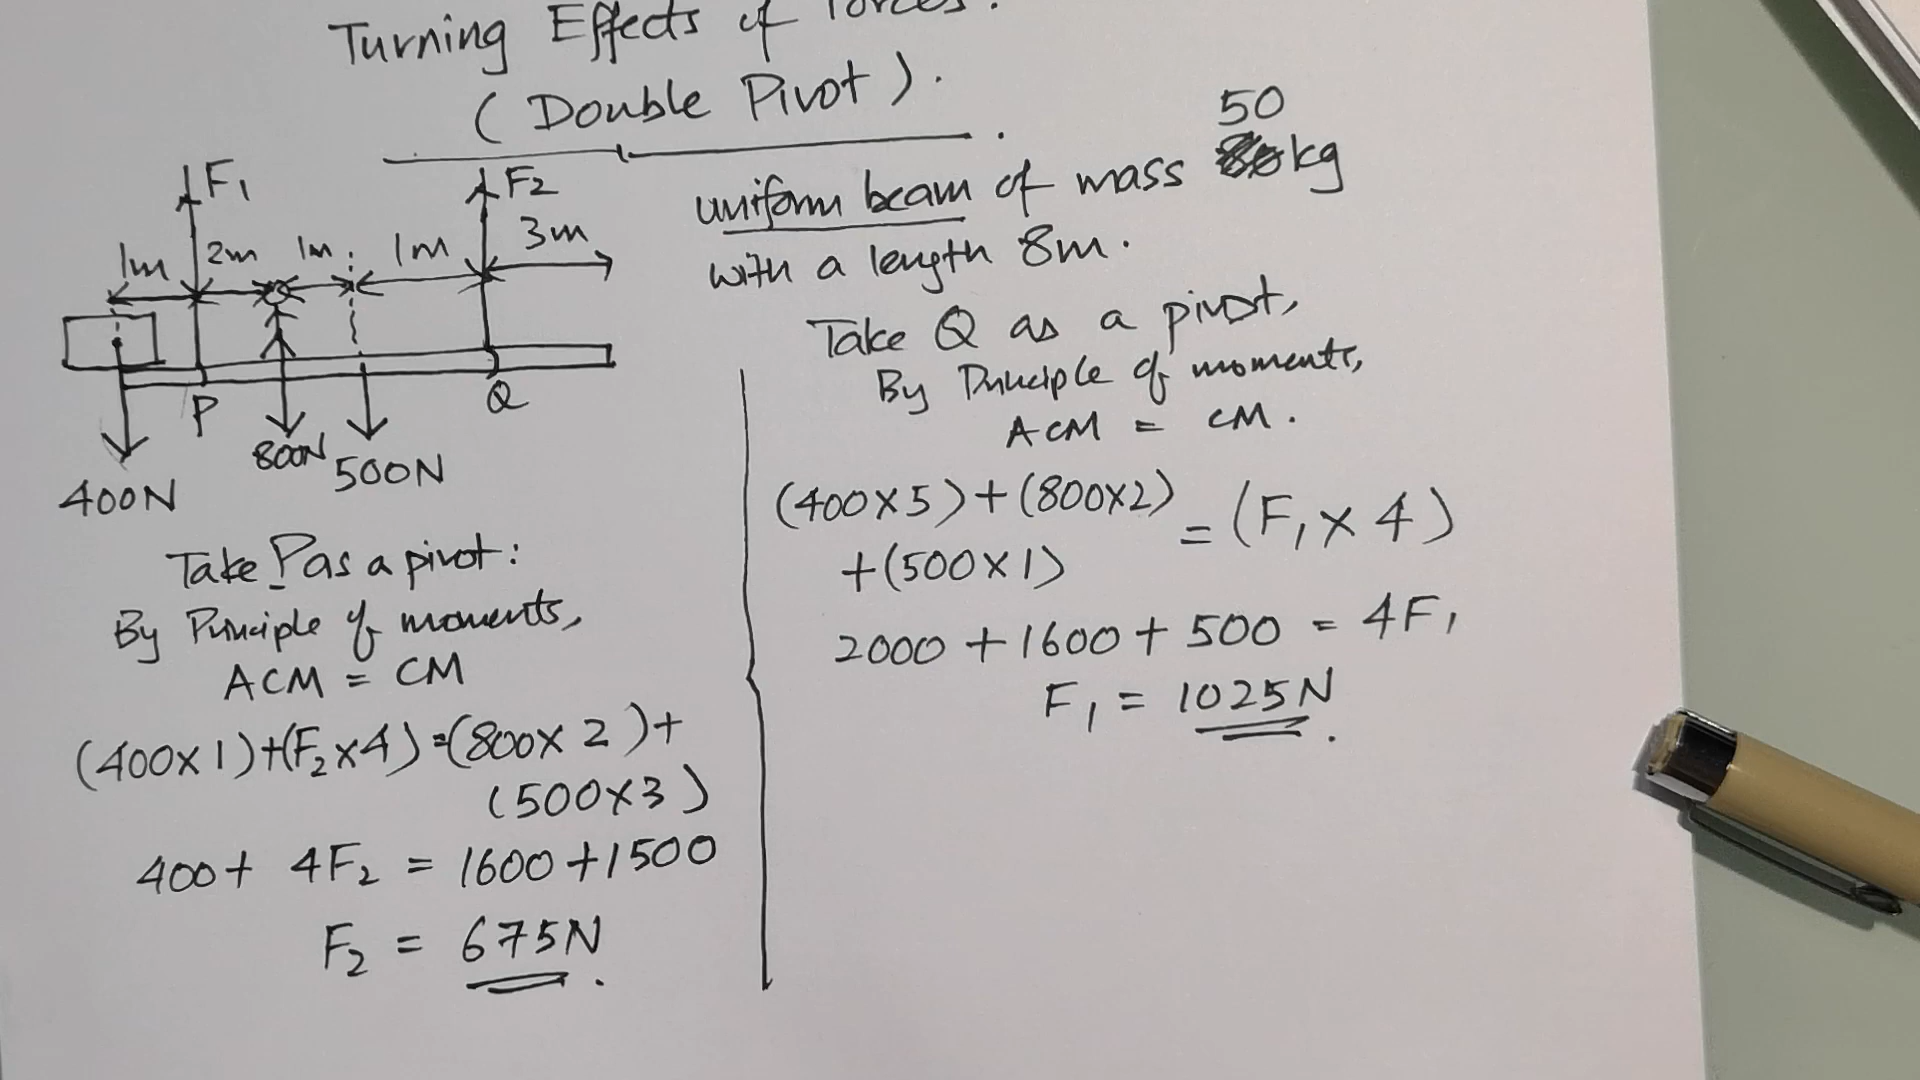 Turning Effects of Forces.
(Double Pivot).
F1
F2
1m 2m 1m 1m 3m
P
Q
400N
800N
500N
uniform beam of mass 50 kg
with a length 8m.
Take P as a pivot:
By Principle of moments,
ACM = CM
(400×1)+(F2×4)=(800×2)+
(500×3)
400+ 4F2 = 1600+1500
F2 = 675N.
Take Q as a pivot,
By Principle of moments,
ACM = CM.
(400×5)+(800×2)
+(500×1)
= (F1×4)
2000+1600+500 = 4F1
F1 = 1025N.